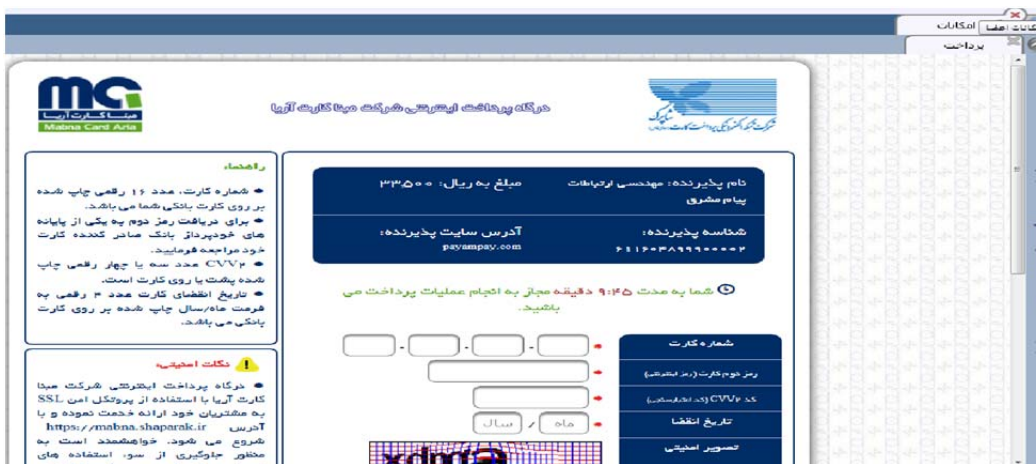 امکانات
پرداخت
درگاه پرداخت اینترنتی شرکت مبنا کارت آریا
مبنا کارت آریا
Mabna Card Aria
نام پذیرنده: مهندسی ارتباطات پیام مشرق
مبلغ به ریال: ۳۳,۵۰۰
شناسه پذیرنده:
آدرس سایت پذیرنده:
payampay.com
شما به مدت ۹:۴۵ دقیقه مجاز به انجام عملیات پرداخت می
باشید.
شماره کارت
رمز دوم کارت (رمز اینترنتی)
کد CVV۲ (کد اعتبارسنجی)
تاریخ انقضا
ماه / سال
تصویر امنیتی
راهنما:
شماره کارت، عدد ۱۶ رقمی چاپ شده
بر روی کارت بانکی شما می باشد.
برای دریافت رمز دوم به یکی از پایانه
های خودپرداز بانک صادر کننده کارت
خود مراجعه فرمایید.
CVV۲ عدد سه یا چهار رقمی چاپ
شده پشت یا روی کارت است.
تاریخ انقضای کارت عدد ۴ رقمی به
فرمت ماه/سال چاپ شده بر روی کارت
بانکی می باشد.
نکات امنیتی:
درگاه پرداخت اینترنتی شرکت مبنا
کارت آریا با استفاده از پروتکل امن SSL
به مشتریان خود ارائه خدمت نموده و با
آدرس https://mabna.shaparak.ir
شروع می شود. خواهشمند است به
منظور جلوگیری از سوء استفاده های